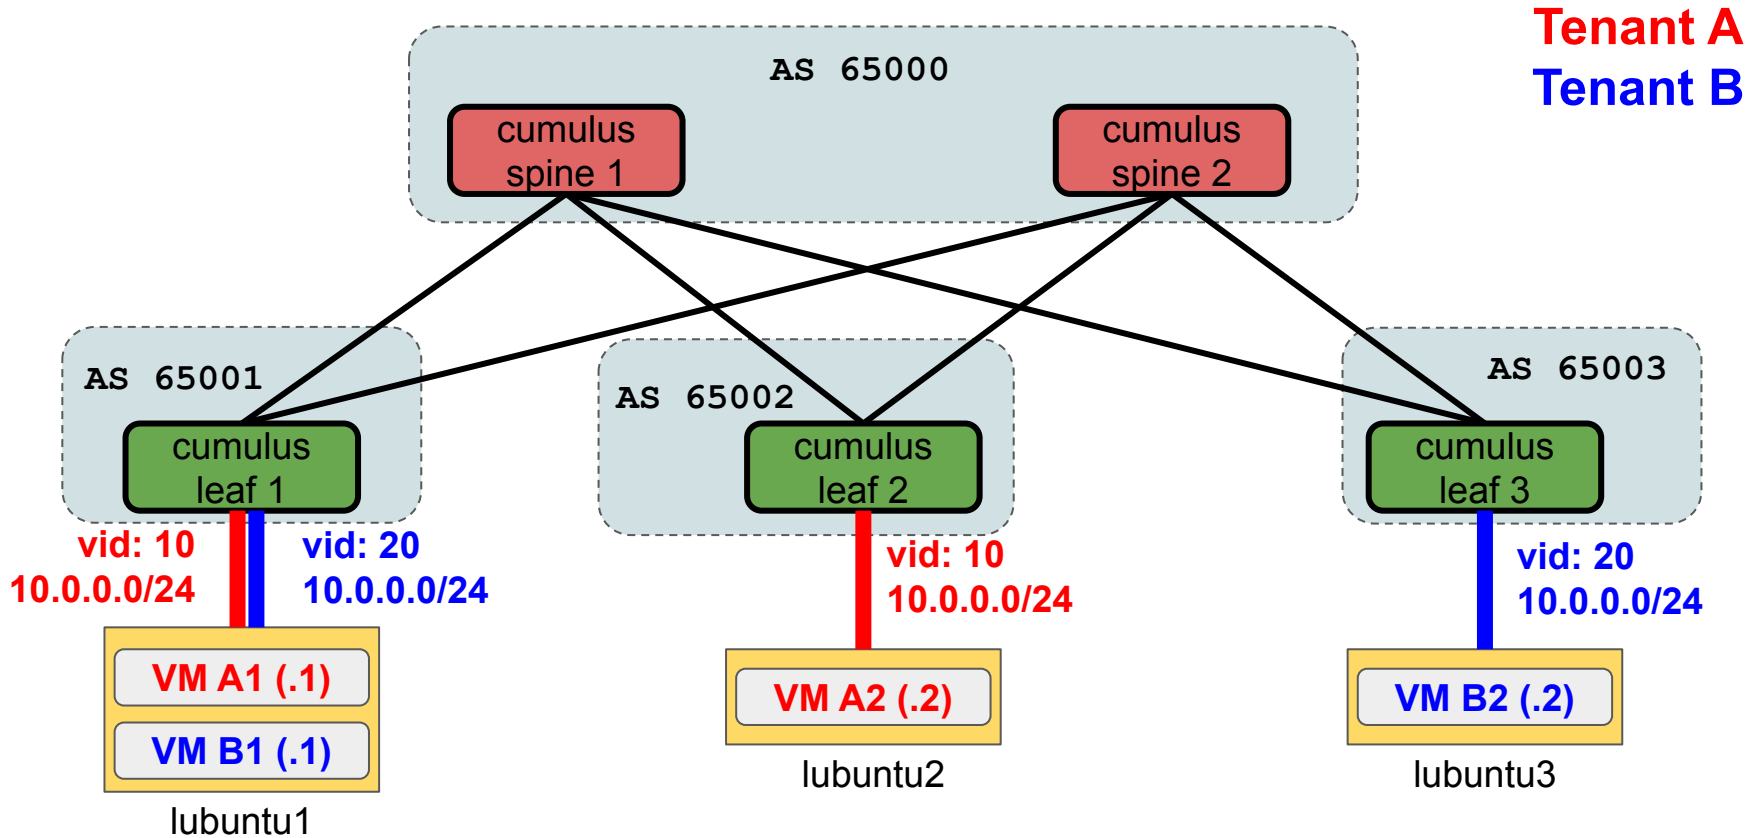 Tenant A
Tenant B
AS 65000
cumulus
spine 1
cumulus
spine 2
AS 65001
cumulus
leaf 1
AS 65002
cumulus
leaf 2
AS 65003
cumulus
leaf 3
vid: 10
10.0.0.0/24
vid: 20
10.0.0.0/24
vid: 10
10.0.0.0/24
vid: 20
10.0.0.0/24
VM A1 (.1)
VM B1 (.1)
lubuntu1
VM A2 (.2)
lubuntu2
VM B2 (.2)
lubuntu3